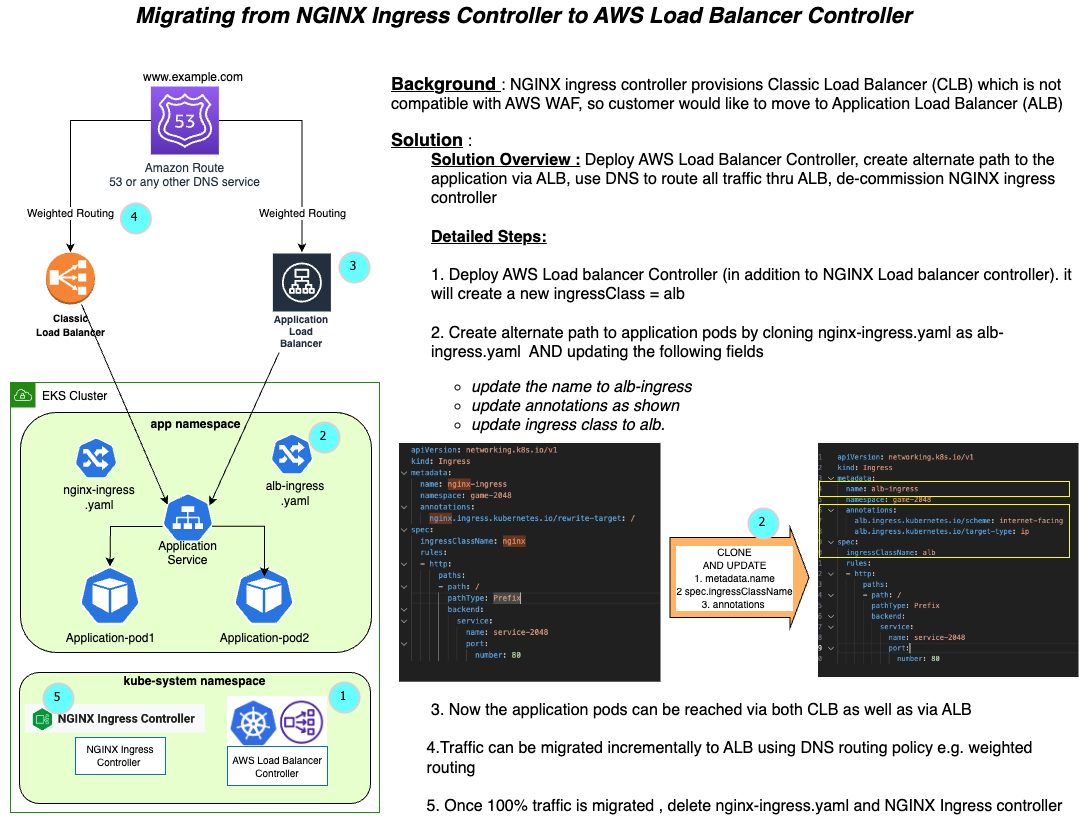 Migrating from NGINX Ingress Controller to AWS Load Balancer Controller
www.example.com
53
Amazon Route
53 or any other DNS service
Weighted Routing
4
Weighted Routing
3
Classic
Load Balancer
Application
Load
Balancer
EKS Cluster
app namespace
2
nginx-ingress
.yaml
alb-ingress
.yaml
Application
Service
Application-pod1
Application-pod2
kube-system namespace
5
1
NGINX Ingress Controller
NGINX Ingress
Controller
AWS Load Balancer
Controller
Background : NGINX ingress controller provisions Classic Load Balancer (CLB) which is not
compatible with AWS WAF, so customer would like to move to Application Load Balancer (ALB)
Solution :
Solution Overview : Deploy AWS Load Balancer Controller, create alternate path to the
application via ALB, use DNS to route all traffic thru ALB, de-commission NGINX ingress
controller
Detailed Steps:
1. Deploy AWS Load balancer Controller (in addition to NGINX Load balancer controller). it
will create a new ingressClass = alb
2. Create alternate path to application pods by cloning nginx-ingress.yaml as alb-
ingress.yaml AND updating the following fields
◦ update the name to alb-ingress
◦ update annotations as shown
◦ update ingress class to alb.
apiVersion: networking.k8s.io/v1
kind: Ingress
metadata:
name: nginx-ingress
namespace: game-2048
annotations:
nginx.ingress.kubernetes.io/rewrite-target: /
spec:
ingressClassName: nginx
rules:
- http:
paths:
- path: /
pathType: Prefix
backend:
service:
name: service-2048
port:
number: 80
2
CLONE
AND UPDATE
1. metadata.name
2 spec.ingressClassName
3. annotations
apiVersion: networking.k8s.io/v1
kind: Ingress
metadata:
name: alb-ingress
namespace: game-2048
annotations:
alb.ingress.kubernetes.io/scheme: internet-facing
alb.ingress.kubernetes.io/target-type: ip
spec:
ingressClassName: alb
rules:
- http:
paths:
- path: /
pathType: Prefix
backend:
service:
name: service-2048
port:
number: 80
3. Now the application pods can be reached via both CLB as well as via ALB
4.Traffic can be migrated incrementally to ALB using DNS routing policy e.g. weighted
routing
5. Once 100% traffic is migrated , delete nginx-ingress.yaml and NGINX Ingress controller